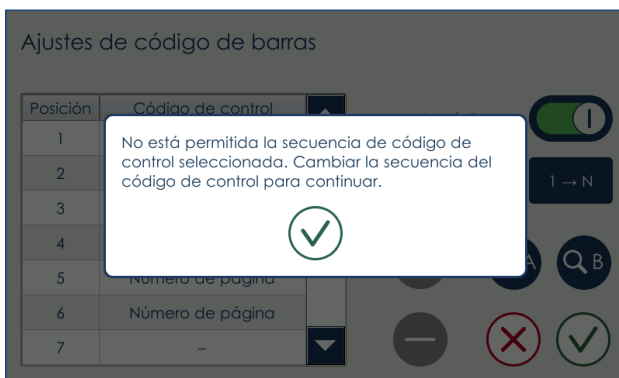 Ajustes de código de barras
Posición Código de control
1
No está permitida la secuencia de código de
control seleccionada. Cambiar la secuencia del
código de control para continuar.
2
1 → N
3
4
B
5 Número de página
6 Número de página
7 –